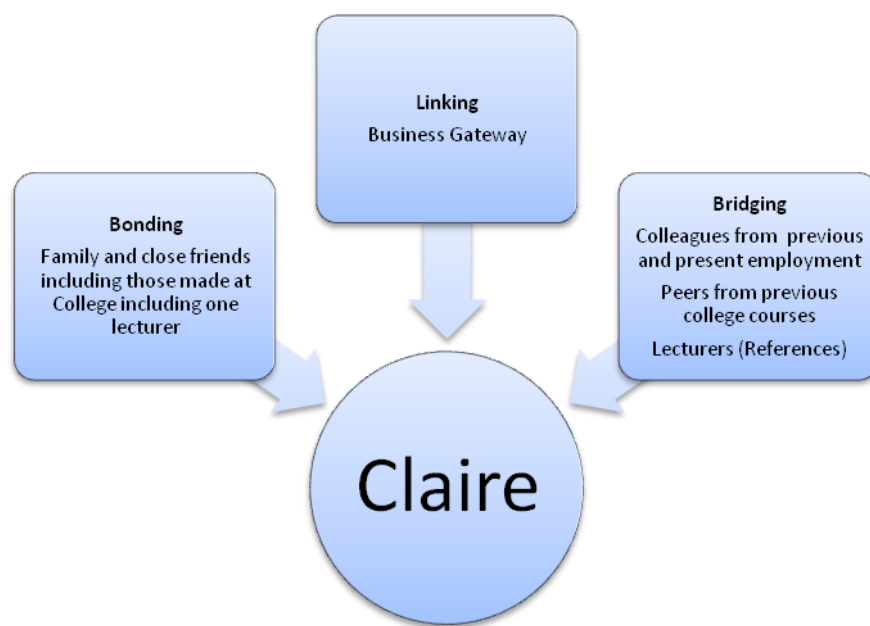 Linking
Business Gateway
Bonding
Family and close friends
including those made at
College including one
lecturer
Bridging
Colleagues from previous
and present employment
Peers from previous
college courses
Lecturers (References)
Claire